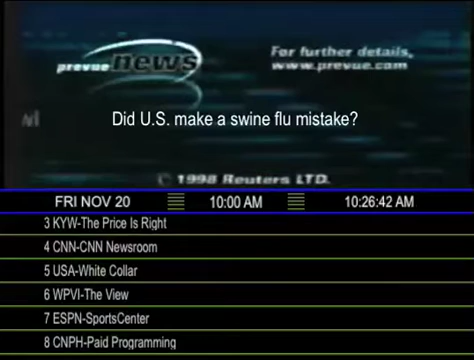 prevue news
For further details,
www.prevue.com
Did U.S. make a swine flu mistake?
© 1998 Reuters LTD.
FRI NOV 20 10:00 AM 10:26:42 AM
3 KYW-The Price Is Right
4 CNN-CNN Newsroom
5 USA-White Collar
6 WPVI-The View
7 ESPN-SportsCenter
8 CNPH-Paid Programming